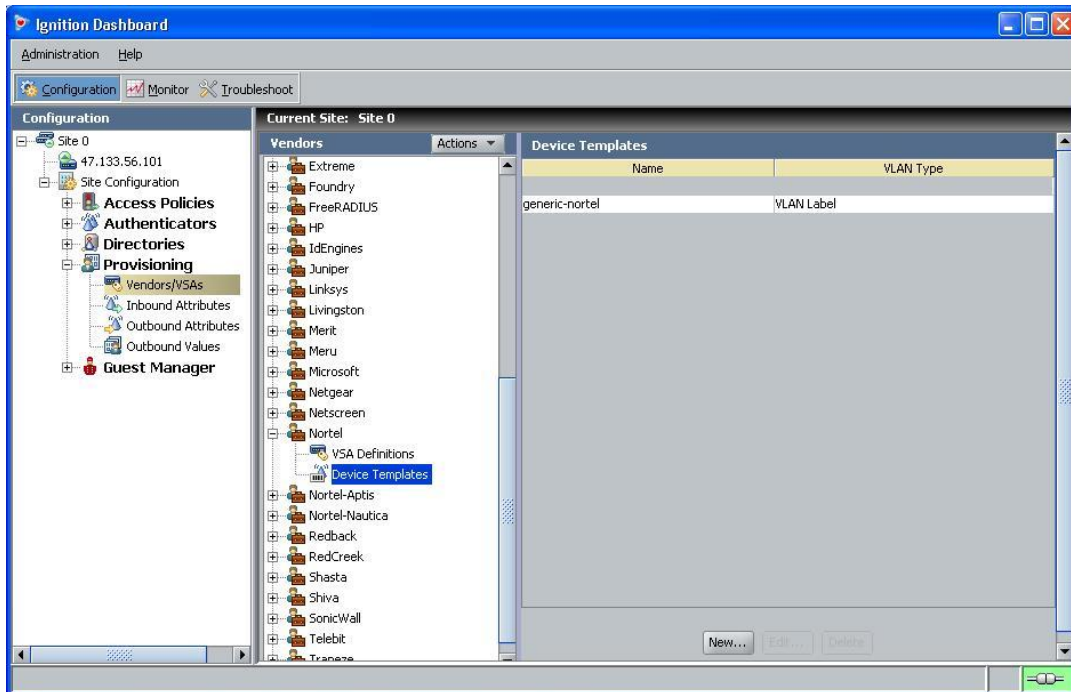 Ignition Dashboard
Administration Help
Configuration Monitor Troubleshoot
Configuration
Site 0
47.133.56.101
Site Configuration
Access Policies
Authenticators
Directories
Provisioning
Vendors/VSAs
Inbound Attributes
Outbound Attributes
Outbound Values
Guest Manager
Current Site: Site 0
Vendors Actions
Extreme
Foundry
FreeRADIUS
HP
IdEngines
Juniper
Linksys
Livingston
Merit
Meru
Microsoft
Netgear
Netscreen
Nortel
VSA Definitions
Device Templates
Nortel-Aptis
Nortel-Nautica
Redback
RedCreek
Shasta
Shiva
SonicWall
Telebit
Trapeze
Device Templates
Name VLAN Type
generic-nortel VLAN Label
New... Edit... Delete